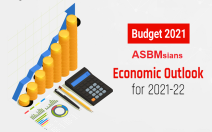 Budget 2021
ASBMsians
Economic Outlook
for 2021-22